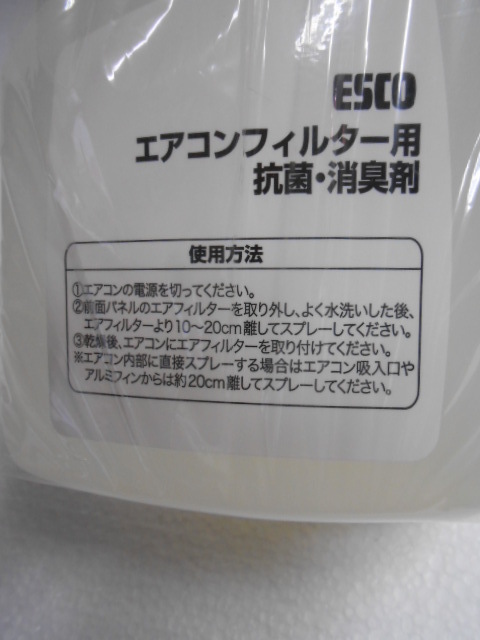 ESCO
エアコンフィルター用
抗菌・消臭剤
使用方法
①エアコンの電源を切ってください。
②前面パネルのエアフィルターを取り外し、よく水洗いした後、
エアフィルターより10〜20cm離してスプレーしてください。
③乾燥後、エアコンにエアフィルターを取り付けてください。
※エアコン内部に直接スプレーする場合はエアコン吸入口や
アルミフィンからは約20cm離してスプレーしてください。